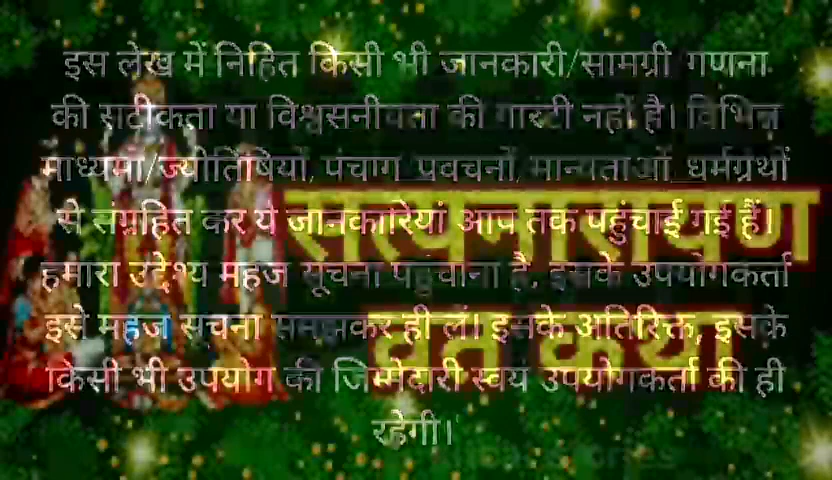 इस लेख में निहित किसी भी जानकारी/सामग्री गणना
की सटीकता या विश्वसनीयता की गारंटी नहीं है। विभिन्न
माध्यमों/ज्योतिषियों, पंचांग प्रवचनों, मान्यताओं धर्मग्रंथों
से संग्रहित कर ये जानकारियां आप तक पहुंचाई गई हैं।
हमारा उद्देश्य महज सूचना पहुंचाना है, इसके उपयोगकर्ता
इसे महज सूचना समझकर ही लें। इसके अतिरिक्त, इसके
किसी भी उपयोग की जिम्मेदारी स्वयं उपयोगकर्ता की ही
रहेगी।
सत्यनारायण
व्रत कथा